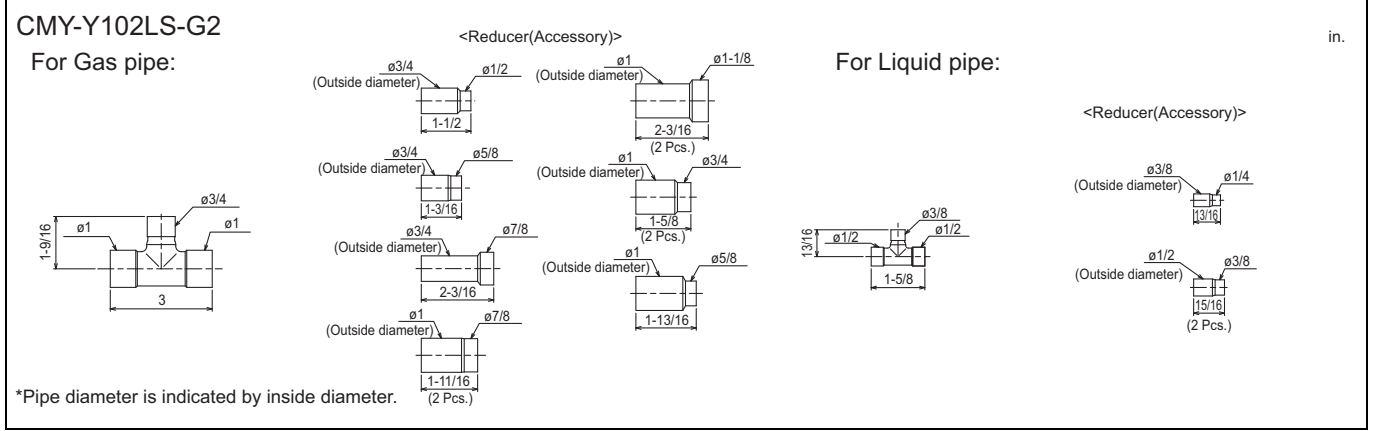 CMY-Y102LS-G2
For Gas pipe:
<Reducer(Accessory)>
For Liquid pipe:
in.
ø3/4
ø1
ø1
1-9/16
3
ø3/4
(Outside diameter)
ø1/2
1-1/2
ø3/4
(Outside diameter)
ø5/8
1-3/16
ø3/4
(Outside diameter)
ø7/8
2-3/16
ø1
(Outside diameter)
ø7/8
1-11/16
(2 Pcs.)
ø1
(Outside diameter)
ø1-1/8
2-3/16
(2 Pcs.)
ø1
(Outside diameter)
ø3/4
1-5/8
(2 Pcs.)
ø1
(Outside diameter)
ø5/8
1-13/16
ø3/8
ø1/2
ø1/2
13/16
1-5/8
<Reducer(Accessory)>
ø3/8
(Outside diameter)
ø1/4
13/16
ø1/2
(Outside diameter)
ø3/8
15/16
(2 Pcs.)
*Pipe diameter is indicated by inside diameter.